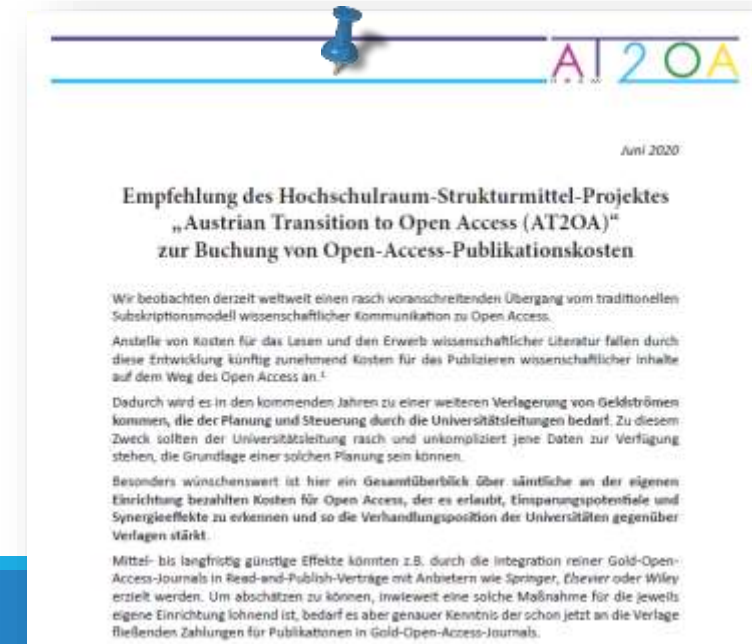 AT2OA
Juni 2020
Empfehlung des Hochschulraum-Strukturmittel-Projektes
„Austrian Transition to Open Access (AT2OA)“
zur Buchung von Open-Access-Publikationskosten
Wir beobachten derzeit weltweit einen rasch voranschreitenden Übergang vom traditionellen
Subskriptionsmodell wissenschaftlicher Kommunikation zu Open Access.
Anstelle von Kosten für das Lesen und den Erwerb wissenschaftlicher Literatur fallen durch
diese Entwicklung künftig zunehmend Kosten für das Publizieren wissenschaftlicher Inhalte
auf dem Weg des Open Access an.¹
Dadurch wird es in den kommenden Jahren zu einer weiteren Verlagerung von Geldströmen
kommen, die der Planung und Steuerung durch die Universitätsleitungen bedarf. Zu diesem
Zweck sollten der Universitätsleitung rasch und unkompliziert jene Daten zur Verfügung
stehen, die Grundlage einer solchen Planung sein können.
Besonders wünschenswert ist hier ein Gesamtüberblick über sämtliche an der eigenen
Einrichtung bezahlten Kosten für Open Access, der es erlaubt, Einsparungspotentiale und
Synergieeffekte zu erkennen und so die Verhandlungsposition der Universitäten gegenüber
Verlagen stärkt.
Mittel- bis langfristig günstige Effekte könnten z.B. durch die Integration reiner Gold-Open-
Access-Journals in Read-and-Publish-Verträge mit Anbietern wie Springer, Elsevier oder Wiley
erzielt werden. Um abschätzen zu können, inwieweit eine solche Maßnahme für die jeweils
eigene Einrichtung lohnend ist, bedarf es aber genauer Kenntnis der schon jetzt an die Verlage
fließenden Zahlungen für Publikationen in Gold-Open-Access-Journals.